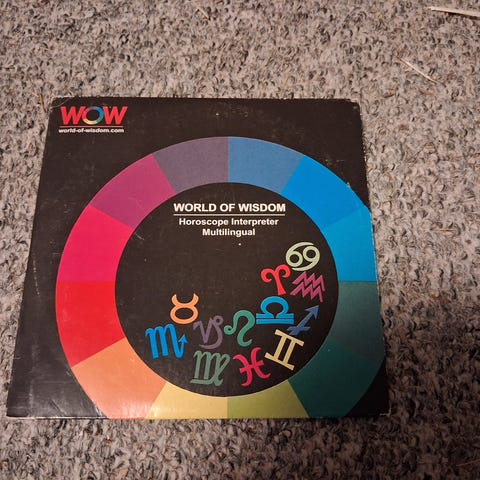 WOW
world-of-wisdom.com
WORLD OF WISDOM
Horoscope Interpreter
Multilingual